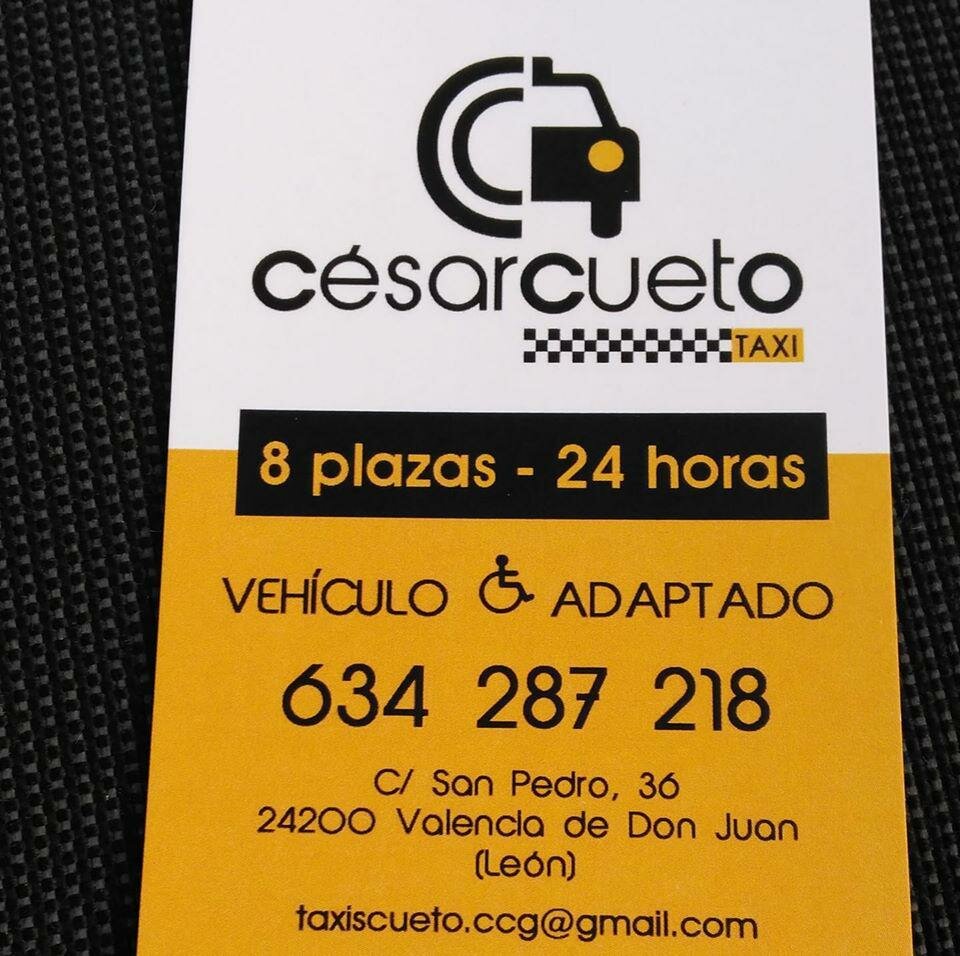 césarcueto
TAXI
8 plazas - 24 horas
VEHÍCULO ADAPTADO
634 287 218
C/ San Pedro, 36
24200 Valencia de Don Juan
(León)
taxiscueto.ccg@gmail.com